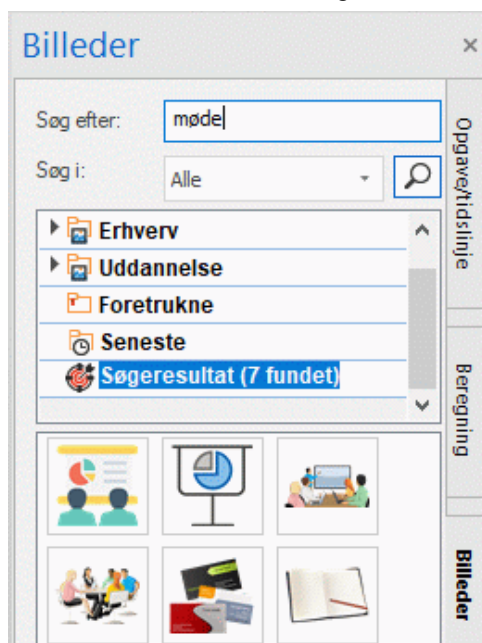 Billeder
Søg efter: møde
Søg i: Alle
Erhverv
Uddannelse
Foretrukne
Seneste
Søgeresultat (7 fundet)
Opgave/tidslinje
Beregning
Billeder